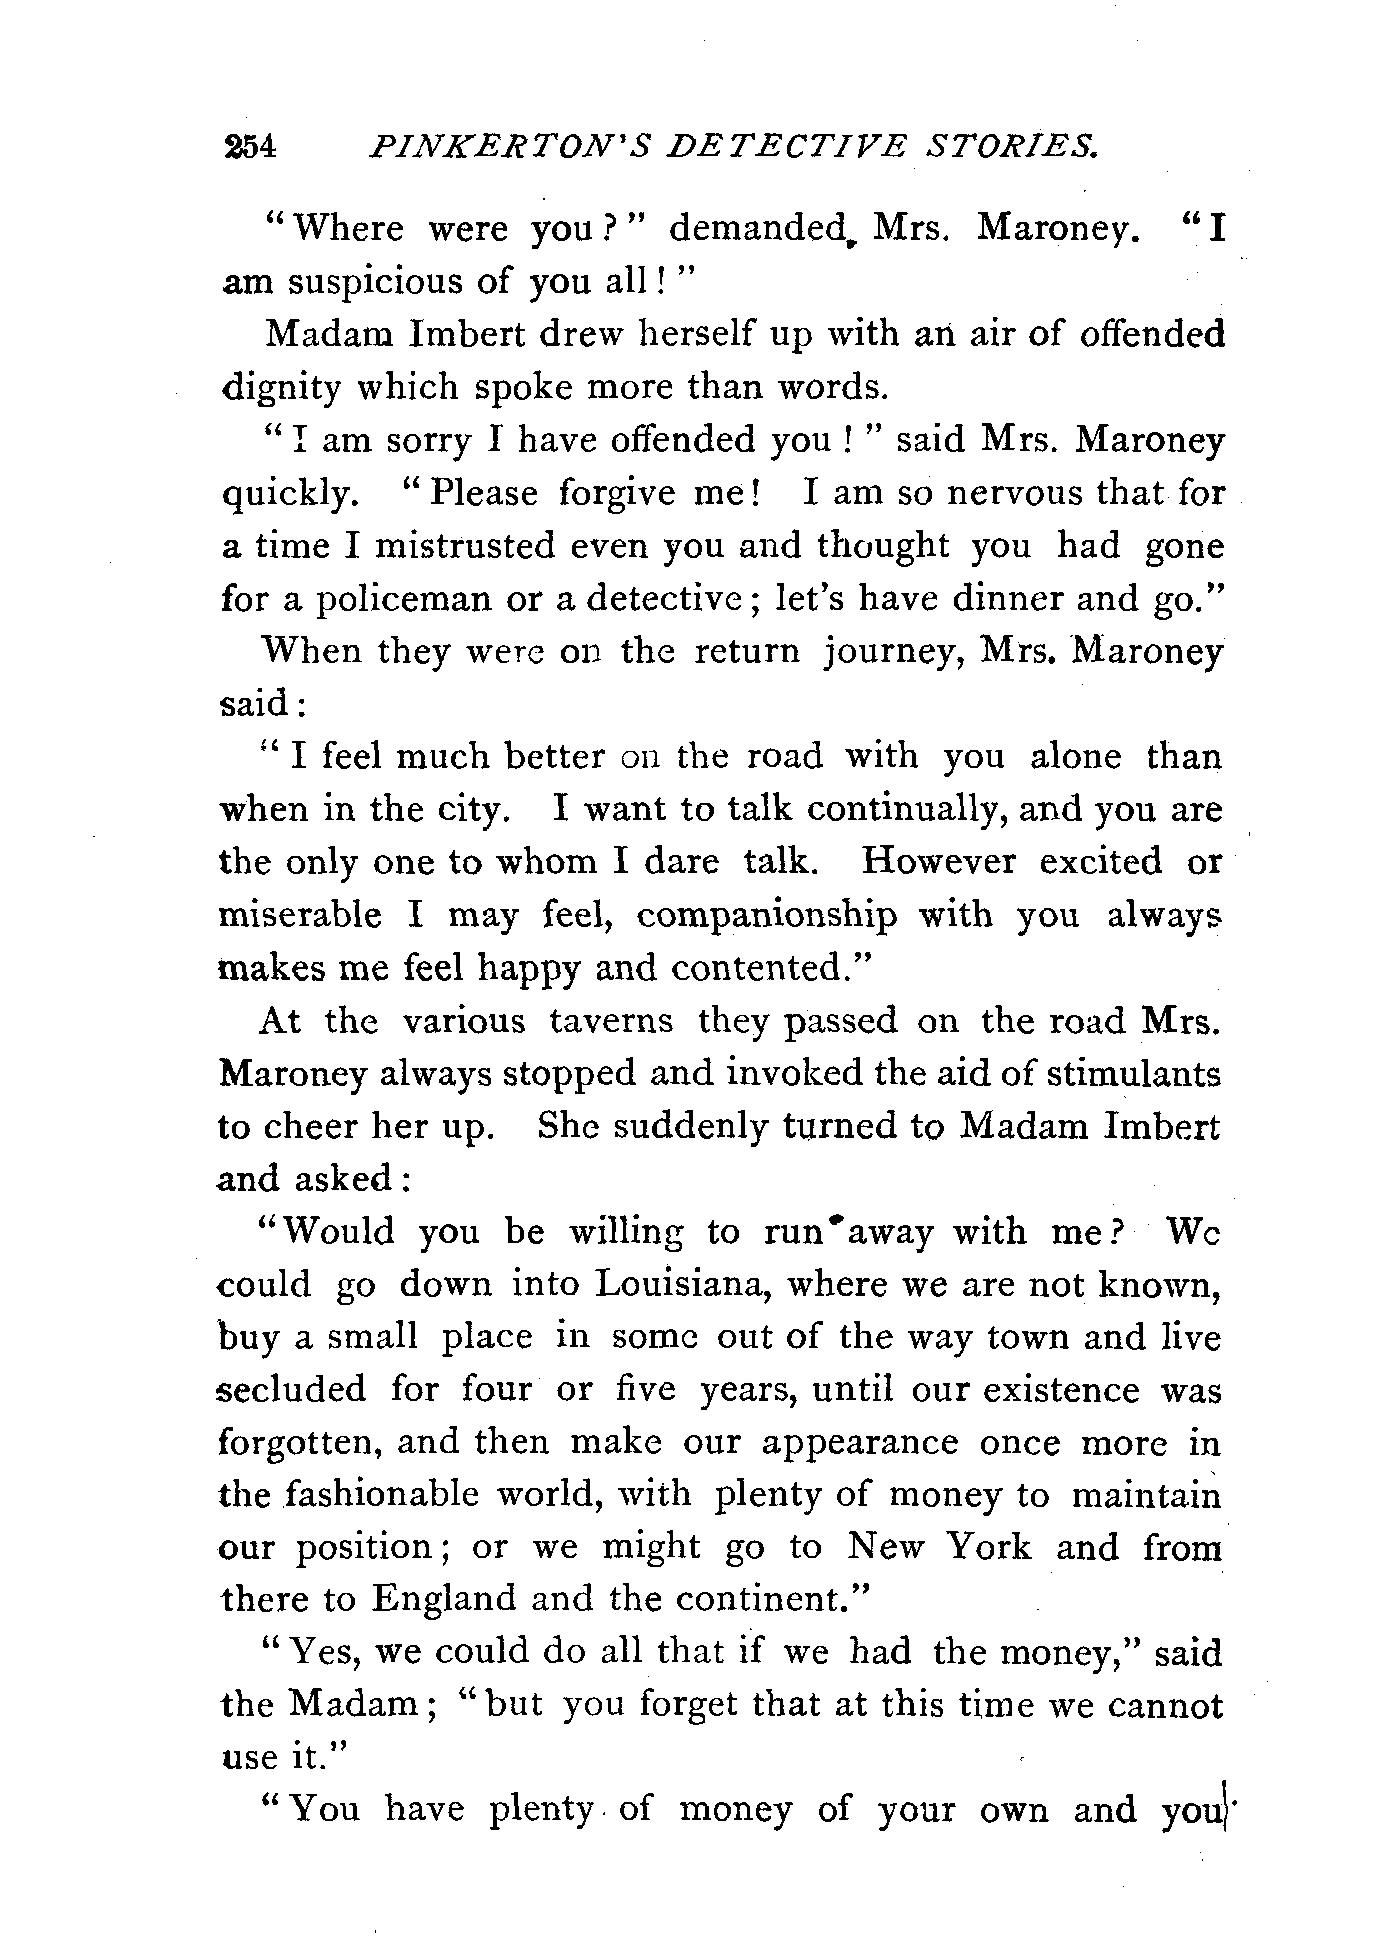 254 PINKERTON'S DETECTIVE STORIES.
"Where were you?" demanded, Mrs. Maroney. "I
am suspicious of you all!"
Madam Imbert drew herself up with an air of offended
dignity which spoke more than words.
"I am sorry I have offended you!" said Mrs. Maroney
quickly. "Please forgive me! I am so nervous that for
a time I mistrusted even you and thought you had gone
for a policeman or a detective; let's have dinner and go."
When they were on the return journey, Mrs. Maroney
said:
"I feel much better on the road with you alone than
when in the city. I want to talk continually, and you are
the only one to whom I dare talk. However excited or
miserable I may feel, companionship with you always
makes me feel happy and contented."
At the various taverns they passed on the road Mrs.
Maroney always stopped and invoked the aid of stimulants
to cheer her up. She suddenly turned to Madam Imbert
and asked:
"Would you be willing to run away with me? We
could go down into Louisiana, where we are not known,
buy a small place in some out of the way town and live
secluded for four or five years, until our existence was
forgotten, and then make our appearance once more in
the fashionable world, with plenty of money to maintain
our position; or we might go to New York and from
there to England and the continent."
"Yes, we could do all that if we had the money," said
the Madam; "but you forget that at this time we cannot
use it."
"You have plenty of money of your own and you